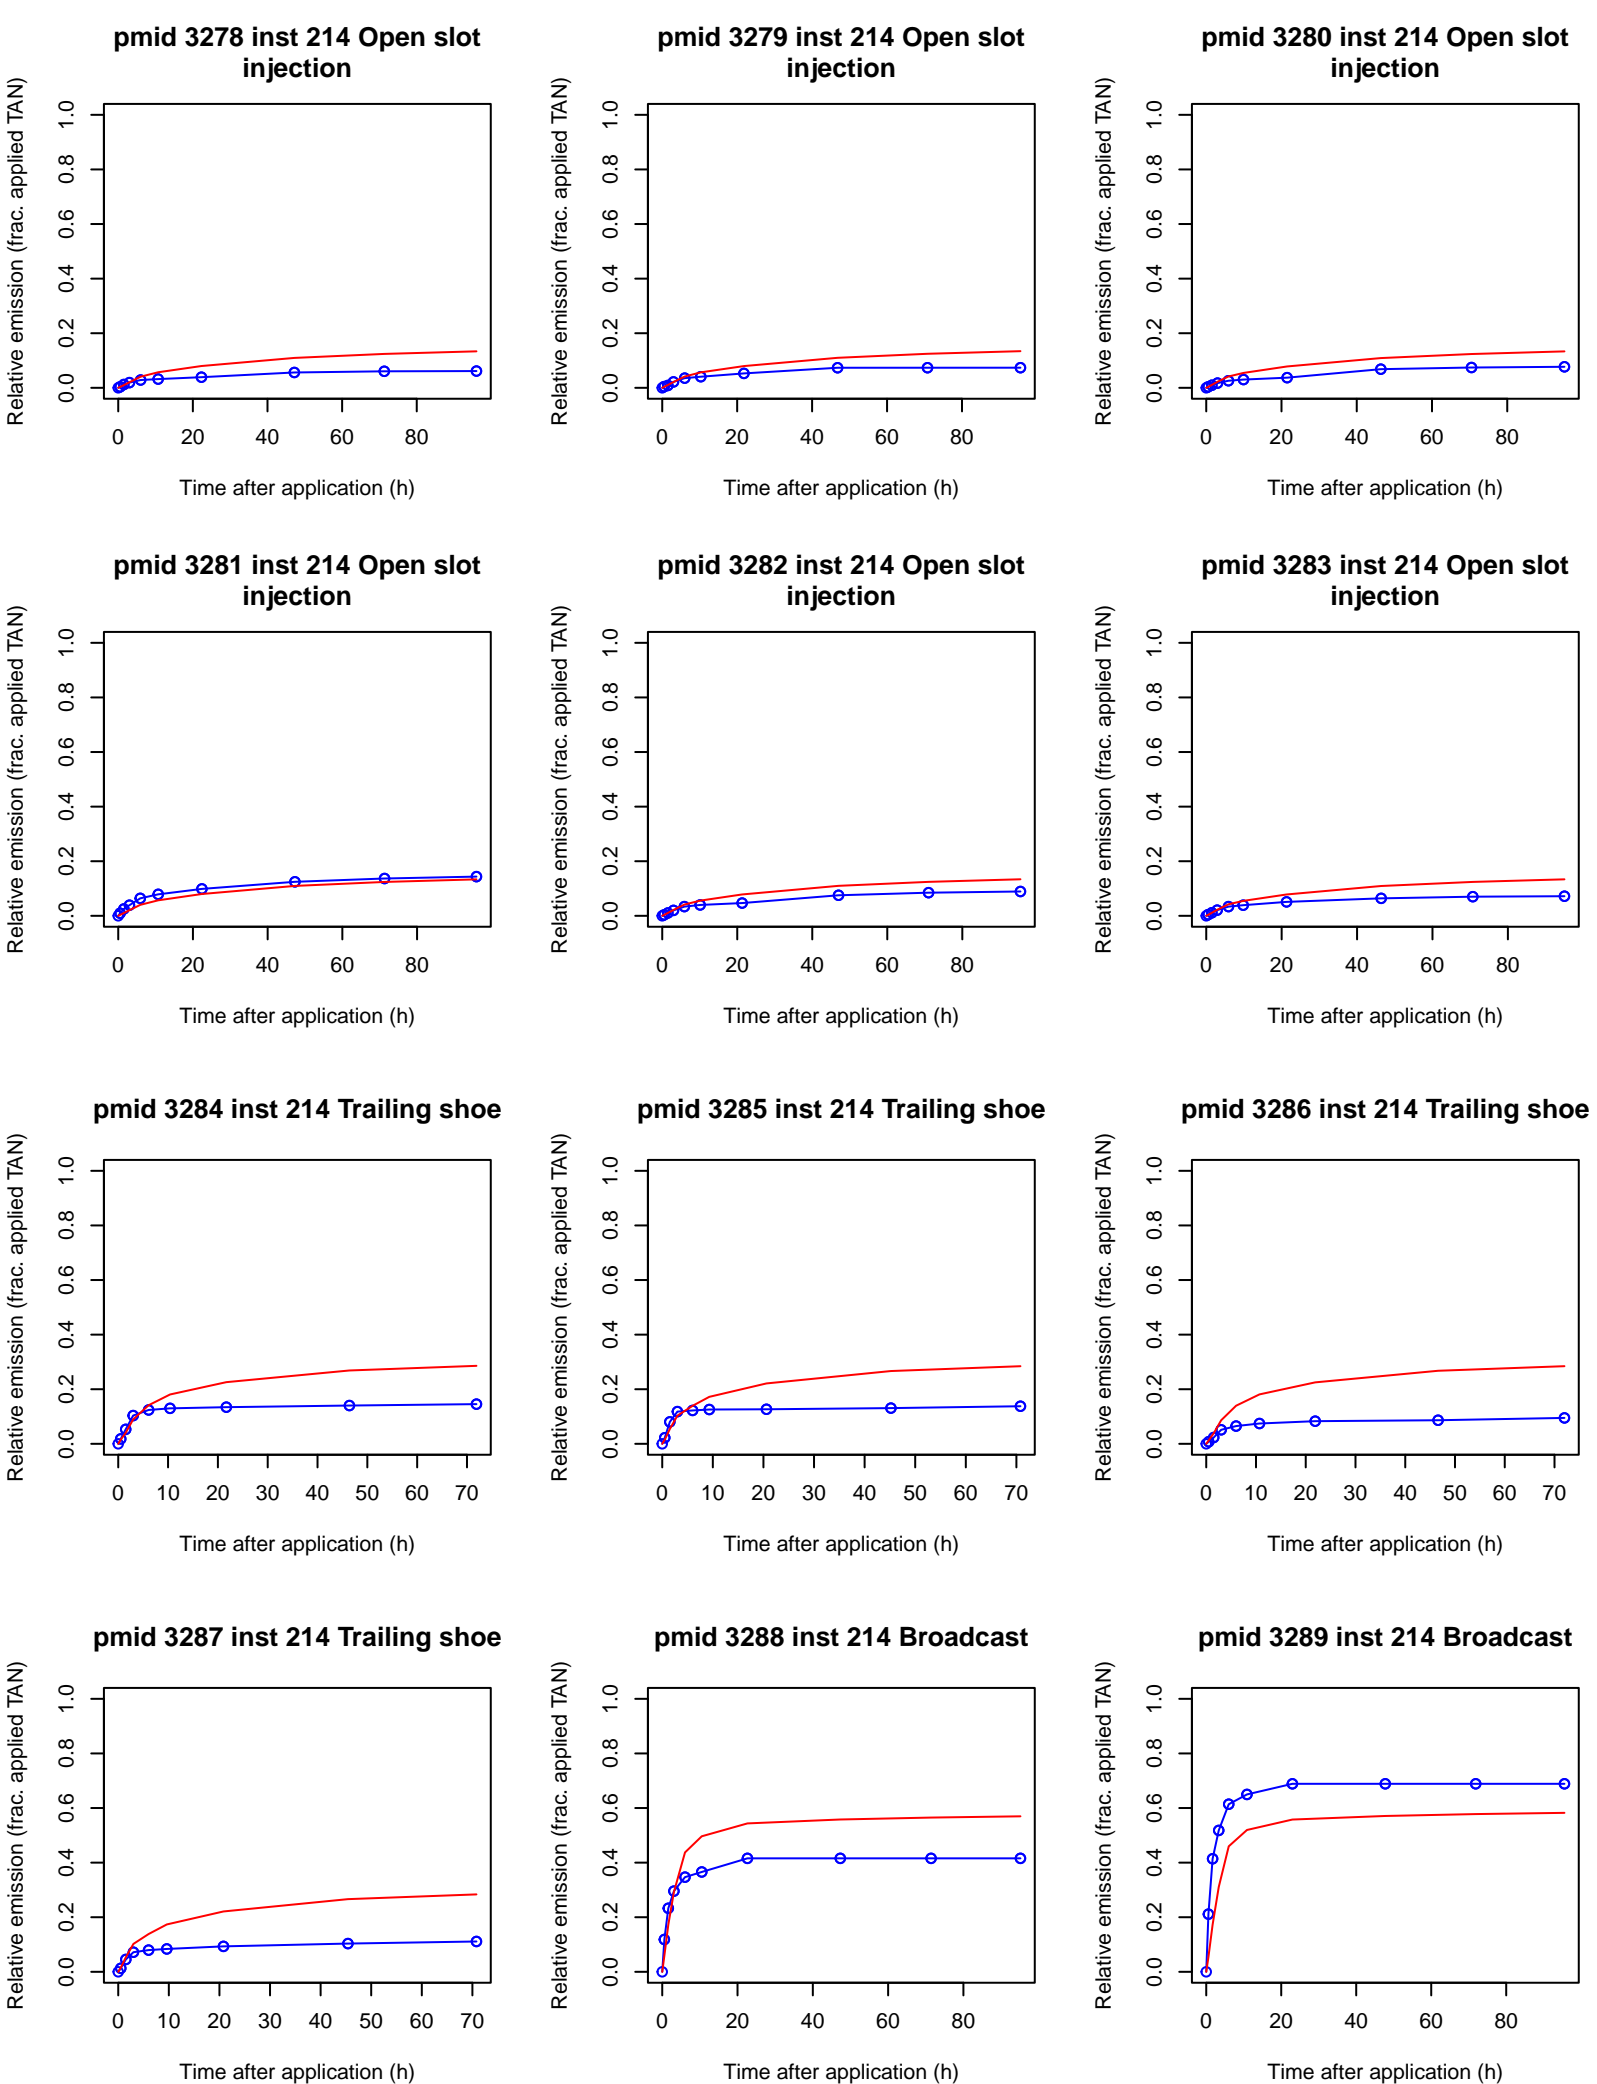 pmid 3278 inst 214 Open slot
injection
Relative emission (frac. applied TAN)
1.0
0.8
0.6
0.4
0.2
0.0
0 20 40 60 80
Time after application (h)
pmid 3279 inst 214 Open slot
injection
Relative emission (frac. applied TAN)
1.0
0.8
0.6
0.4
0.2
0.0
0 20 40 60 80
Time after application (h)
pmid 3280 inst 214 Open slot
injection
Relative emission (frac. applied TAN)
1.0
0.8
0.6
0.4
0.2
0.0
0 20 40 60 80
Time after application (h)
pmid 3281 inst 214 Open slot
injection
Relative emission (frac. applied TAN)
1.0
0.8
0.6
0.4
0.2
0.0
0 20 40 60 80
Time after application (h)
pmid 3282 inst 214 Open slot
injection
Relative emission (frac. applied TAN)
1.0
0.8
0.6
0.4
0.2
0.0
0 20 40 60 80
Time after application (h)
pmid 3283 inst 214 Open slot
injection
Relative emission (frac. applied TAN)
1.0
0.8
0.6
0.4
0.2
0.0
0 20 40 60 80
Time after application (h)
pmid 3284 inst 214 Trailing shoe
Relative emission (frac. applied TAN)
1.0
0.8
0.6
0.4
0.2
0.0
0 10 20 30 40 50 60 70
Time after application (h)
pmid 3285 inst 214 Trailing shoe
Relative emission (frac. applied TAN)
1.0
0.8
0.6
0.4
0.2
0.0
0 10 20 30 40 50 60 70
Time after application (h)
pmid 3286 inst 214 Trailing shoe
Relative emission (frac. applied TAN)
1.0
0.8
0.6
0.4
0.2
0.0
0 10 20 30 40 50 60 70
Time after application (h)
pmid 3287 inst 214 Trailing shoe
Relative emission (frac. applied TAN)
1.0
0.8
0.6
0.4
0.2
0.0
0 10 20 30 40 50 60 70
Time after application (h)
pmid 3288 inst 214 Broadcast
Relative emission (frac. applied TAN)
1.0
0.8
0.6
0.4
0.2
0.0
0 20 40 60 80
Time after application (h)
pmid 3289 inst 214 Broadcast
Relative emission (frac. applied TAN)
1.0
0.8
0.6
0.4
0.2
0.0
0 20 40 60 80
Time after application (h)